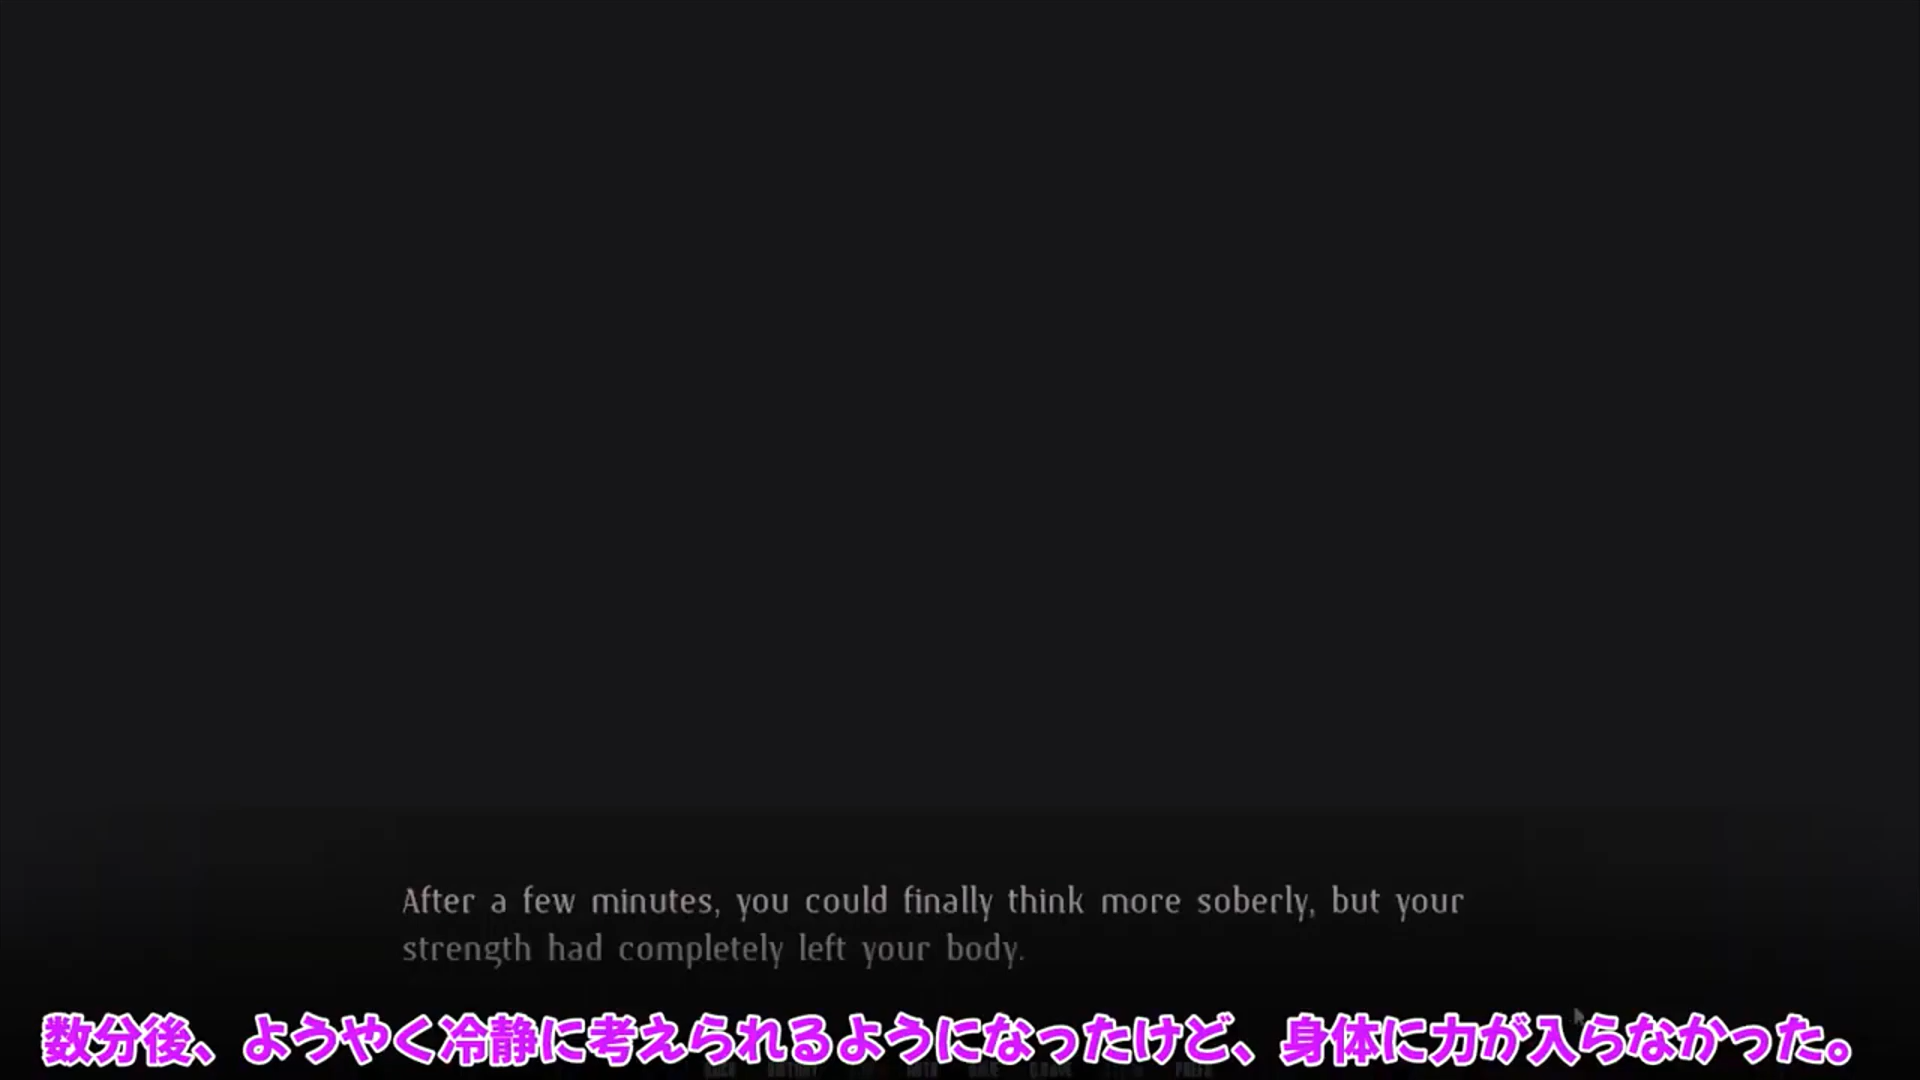 After a few minutes, you could finally think more soberly, but your
strength had completely left your body.
数分後、ようやく冷静に考えられるようになったけど、身体に力が入らなかった。